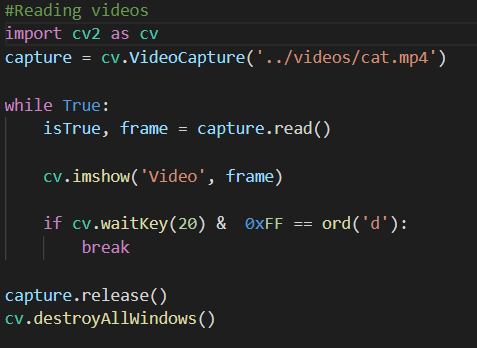 #Reading videos
import cv2 as cv
capture = cv.VideoCapture('../videos/cat.mp4')

while True:
    isTrue, frame = capture.read()

    cv.imshow('Video', frame)

    if cv.waitKey(20) &  0xFF == ord('d'):
        break

capture.release()
cv.destroyAllWindows()